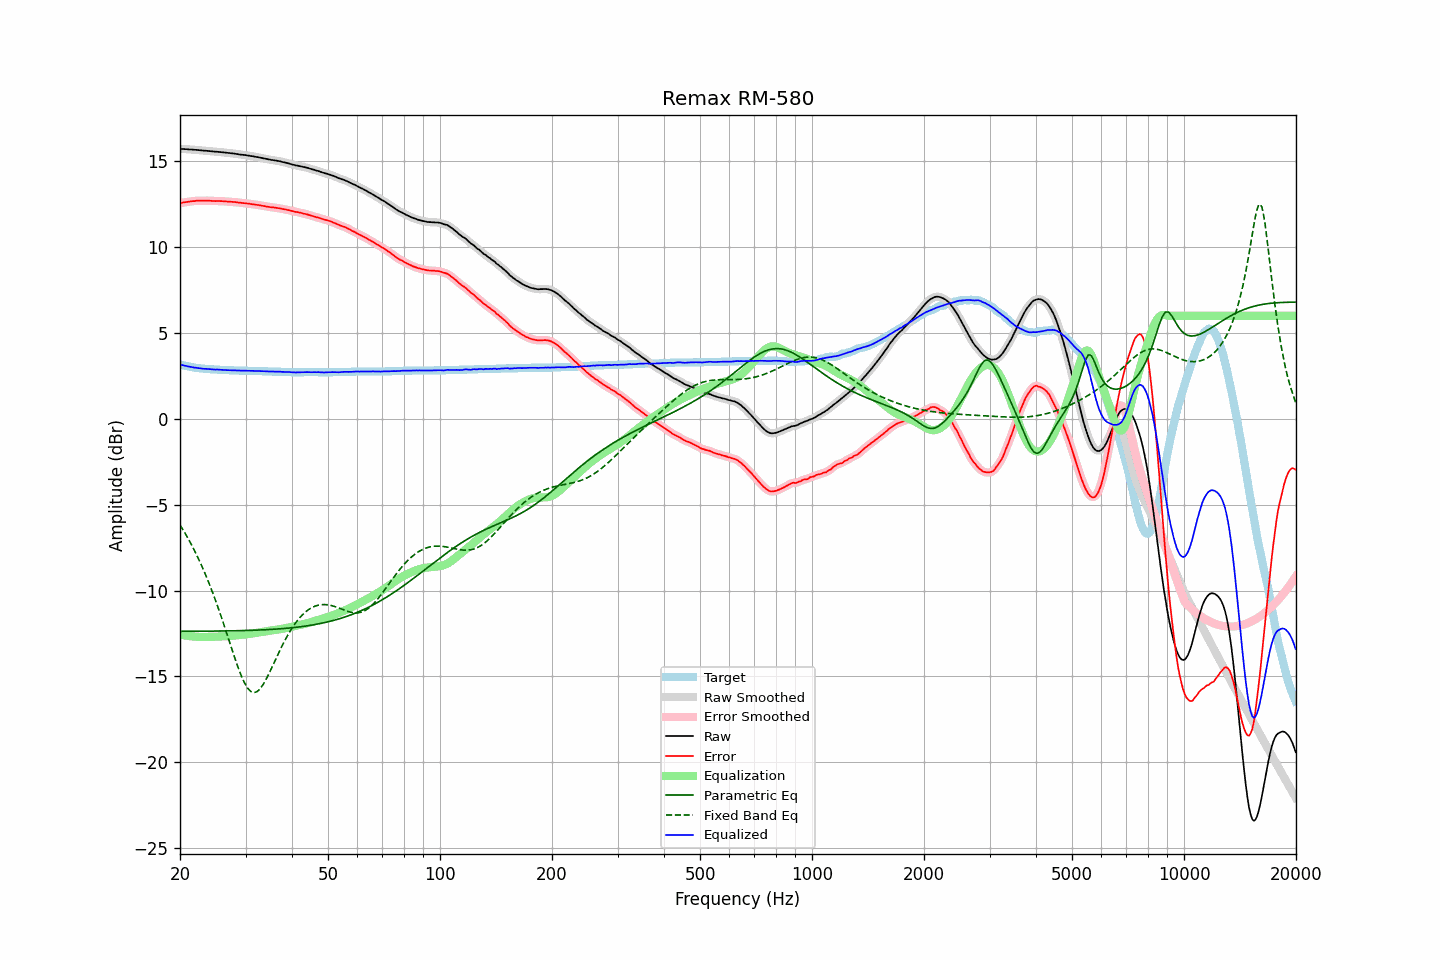 Remax RM-580
Amplitude (dBr)
15
10
5
0
−5
−10
−15
−20
−25
Target
Raw Smoothed
Error Smoothed
Raw
Error
Equalization
Parametric Eq
Fixed Band Eq
Equalized
20 50 100 200 500 1000 2000 5000 10000 20000
Frequency (Hz)